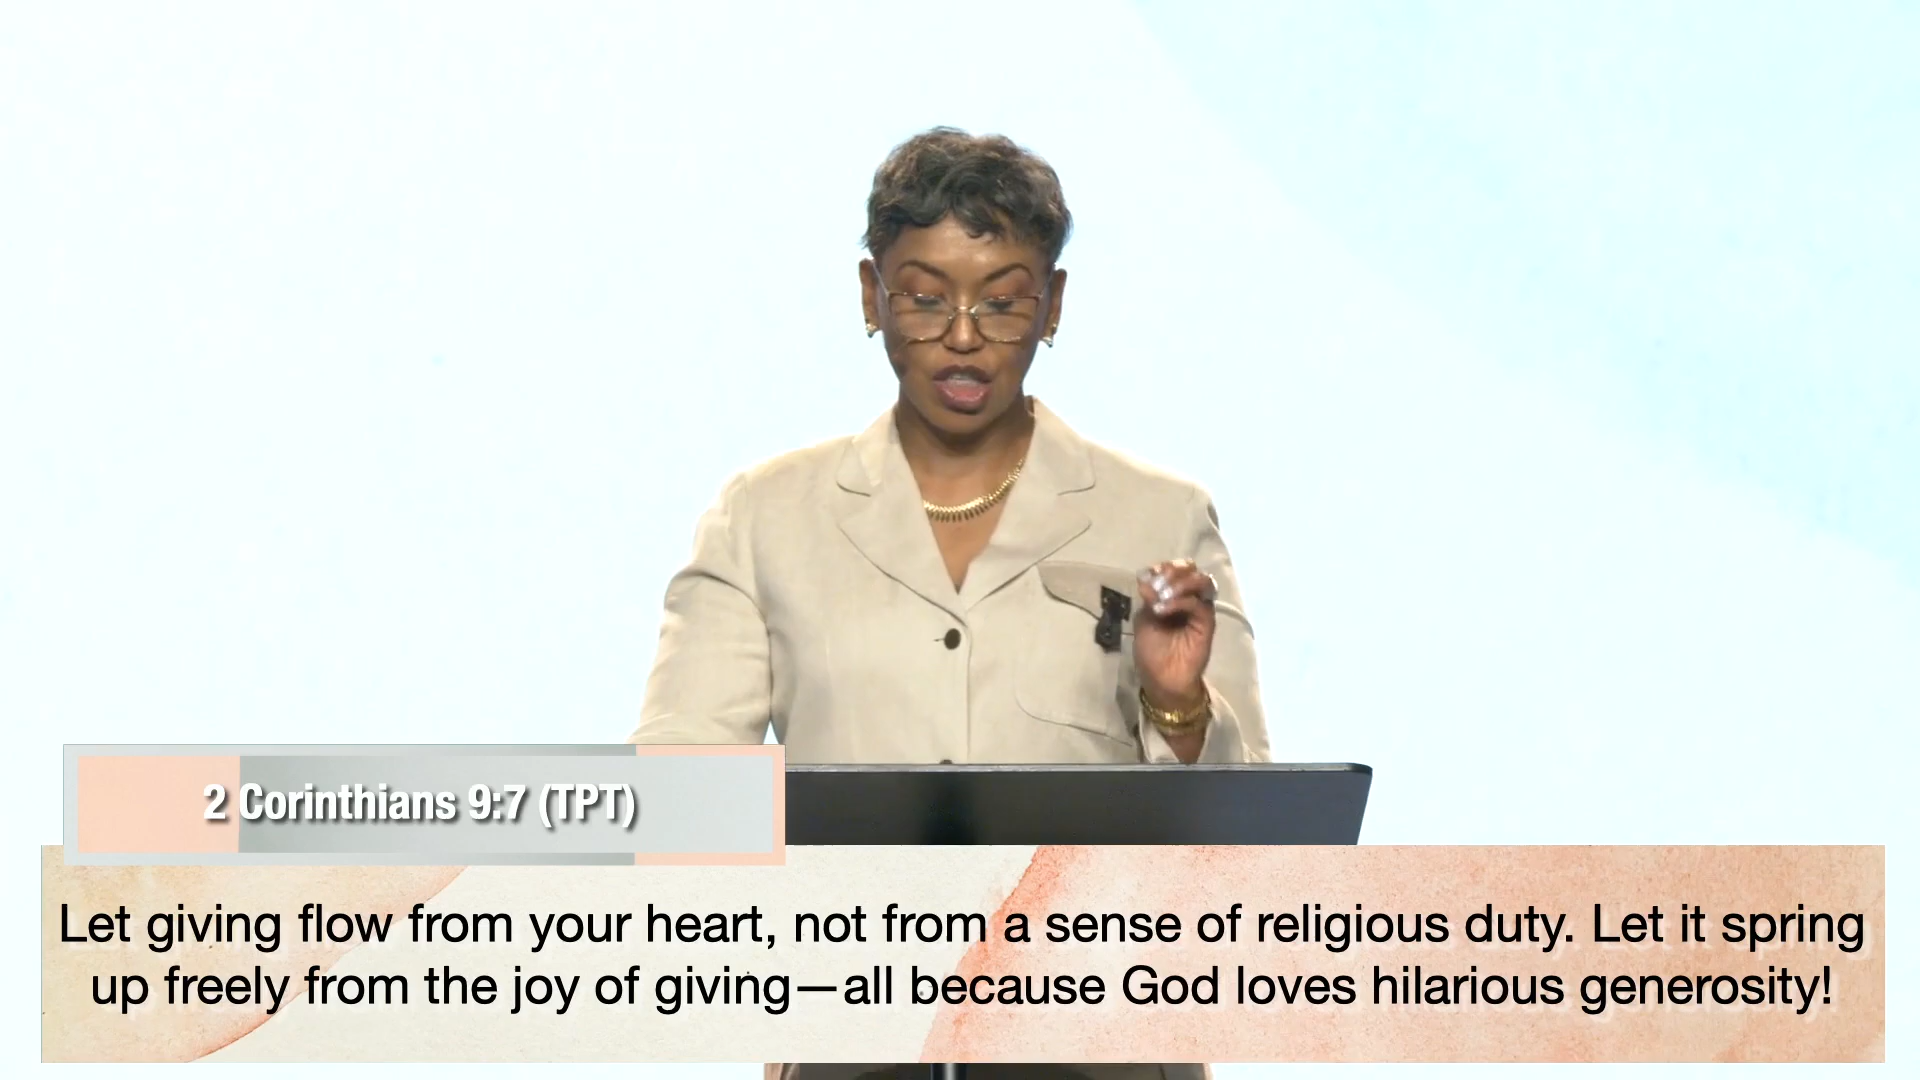 2 Corinthians 9:7 (TPT)
Let giving flow from your heart, not from a sense of religious duty. Let it spring
up freely from the joy of giving—all because God loves hilarious generosity!